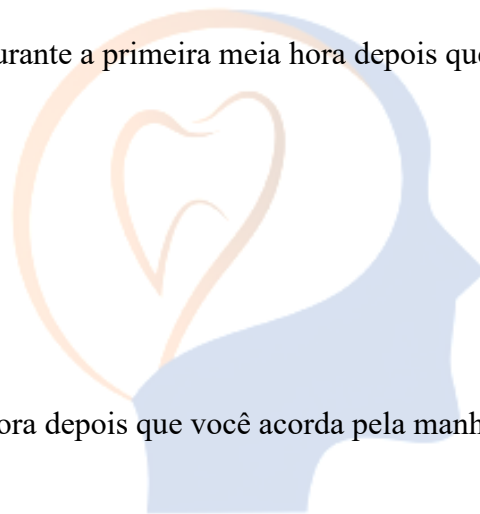 urante a primeira meia hora depois que
ora depois que você acorda pela manh